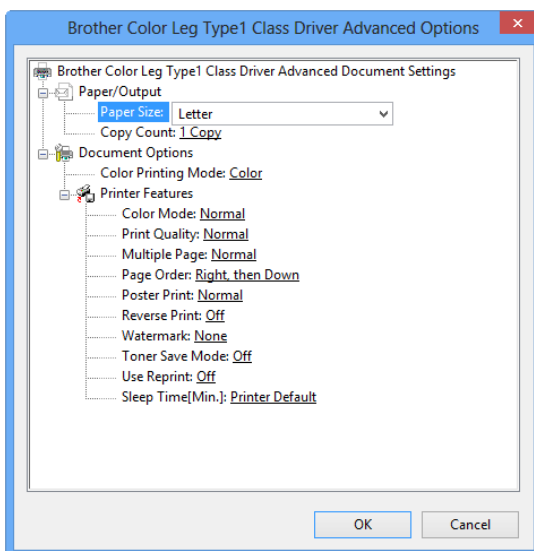 Brother Color Leg Type1 Class Driver Advanced Options
Brother Color Leg Type1 Class Driver Advanced Document Settings
Paper/Output
Paper Size: Letter
Copy Count: 1 Copy
Document Options
Color Printing Mode: Color
Printer Features
Color Mode: Normal
Print Quality: Normal
Multiple Page: Normal
Page Order: Right, then Down
Poster Print: Normal
Reverse Print: Off
Watermark: None
Toner Save Mode: Off
Use Reprint: Off
Sleep Time[Min.]: Printer Default
OK Cancel